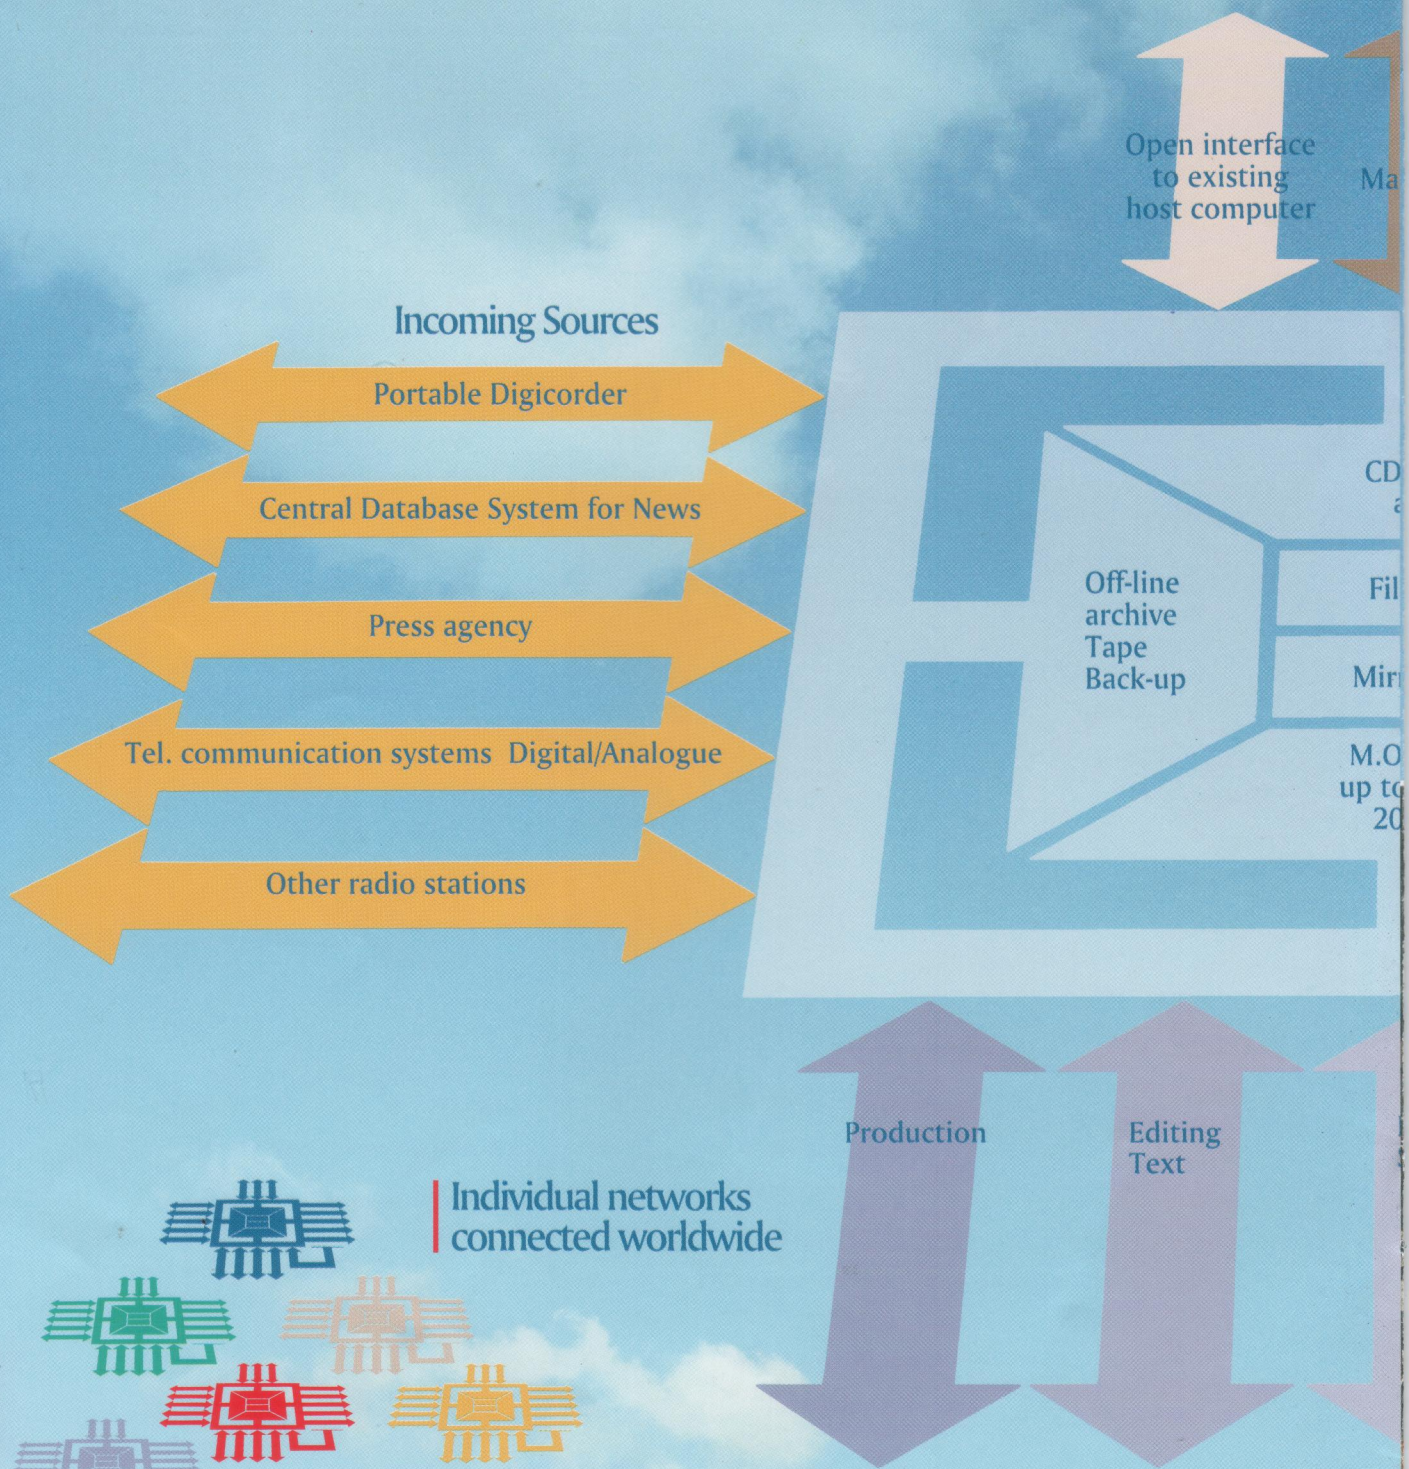 Open interface
to existing
host computer
Incoming Sources
Portable Digicorder
Central Database System for News
Press agency
Tel. communication systems Digital/Analogue
Other radio stations
CD
Off-line
archive
Tape
Back-up
Production
Editing
Text
Individual networks
connected worldwide